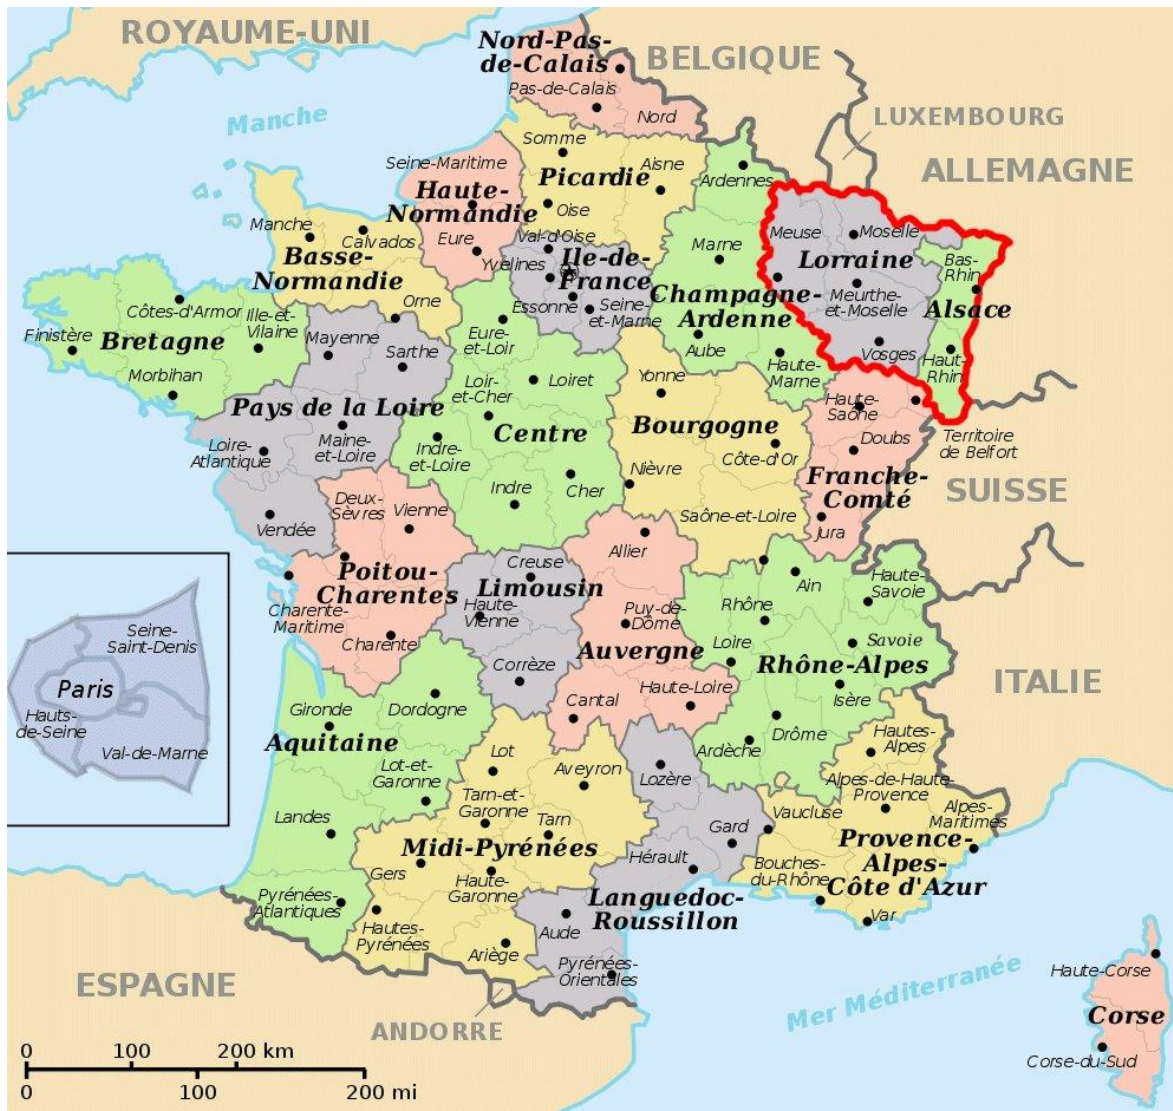 ROYAUME-UNI
Nord-Pas-
de-Calais
BELGIQUE
Pas-de-Calais
Nord
LUXEMBOURG
Manche
Somme
Aisne
Ardennes
ALLEMAGNE
Seine-Maritime
Picardie
Haute-
Normandie
Oise
Eure
Val-d'Oise
Yvelines
Ile-de-
France
Essonne
Seine-
et-Marne
Marne
Meuse
Moselle
Lorraine
Meurthe-
et-Moselle
Vosges
Bas-
Rhin
Alsace
Haut-
Rhin
Champagne-
Ardenne
Aube
Haute-
Marne
Manche
Calvados
Basse-
Normandie
Orne
Côtes-d'Armor
Ille-et-
Vilaine
Finistère
Bretagne
Morbihan
Mayenne
Sarthe
Pays de la Loire
Loire-
Atlantique
Maine-
et-Loire
Vendée
Eure-
et-Loir
Loir-
et-Cher
Loiret
Centre
Indre-
et-Loire
Indre
Cher
Yonne
Bourgogne
Côte-d'Or
Nièvre
Saône-et-Loire
Haute-
Saône
Doubs
Territoire
de Belfort
Franche-
Comté
Jura
SUISSE
Deux-
Sèvres
Vienne
Poitou-
Charentes
Charente-
Maritime
Charente
Creuse
Limousin
Haute-
Vienne
Corrèze
Allier
Puy-de-
Dôme
Auvergne
Cantal
Haute-Loire
Ain
Haute-
Savoie
Rhône
Loire
Savoie
Rhône-Alpes
Isère
Ardèche
Drôme
ITALIE
Seine-
Saint-Denis
Paris
Hauts-
de-Seine
Val-de-Marne
Gironde
Dordogne
Aquitaine
Lot-et-
Garonne
Landes
Pyrénées-
Atlantiques
Lot
Aveyron
Tarn-et-
Garonne
Tarn
Midi-Pyrénées
Gers
Haute-
Garonne
Hautes-
Pyrénées
Ariège
Lozère
Gard
Hérault
Languedoc-
Roussillon
Aude
Pyrénées-
Orientales
Hautes-
Alpes
Alpes-de-Haute-
Provence
Alpes-
Maritimes
Vaucluse
Provence-
Alpes-
Côte d'Azur
Bouches-
du-Rhône
Var
Mer Méditerranée
Haute-Corse
Corse
Corse-du-Sud
ESPAGNE
ANDORRE
0 100 200 km
0 100 200 mi